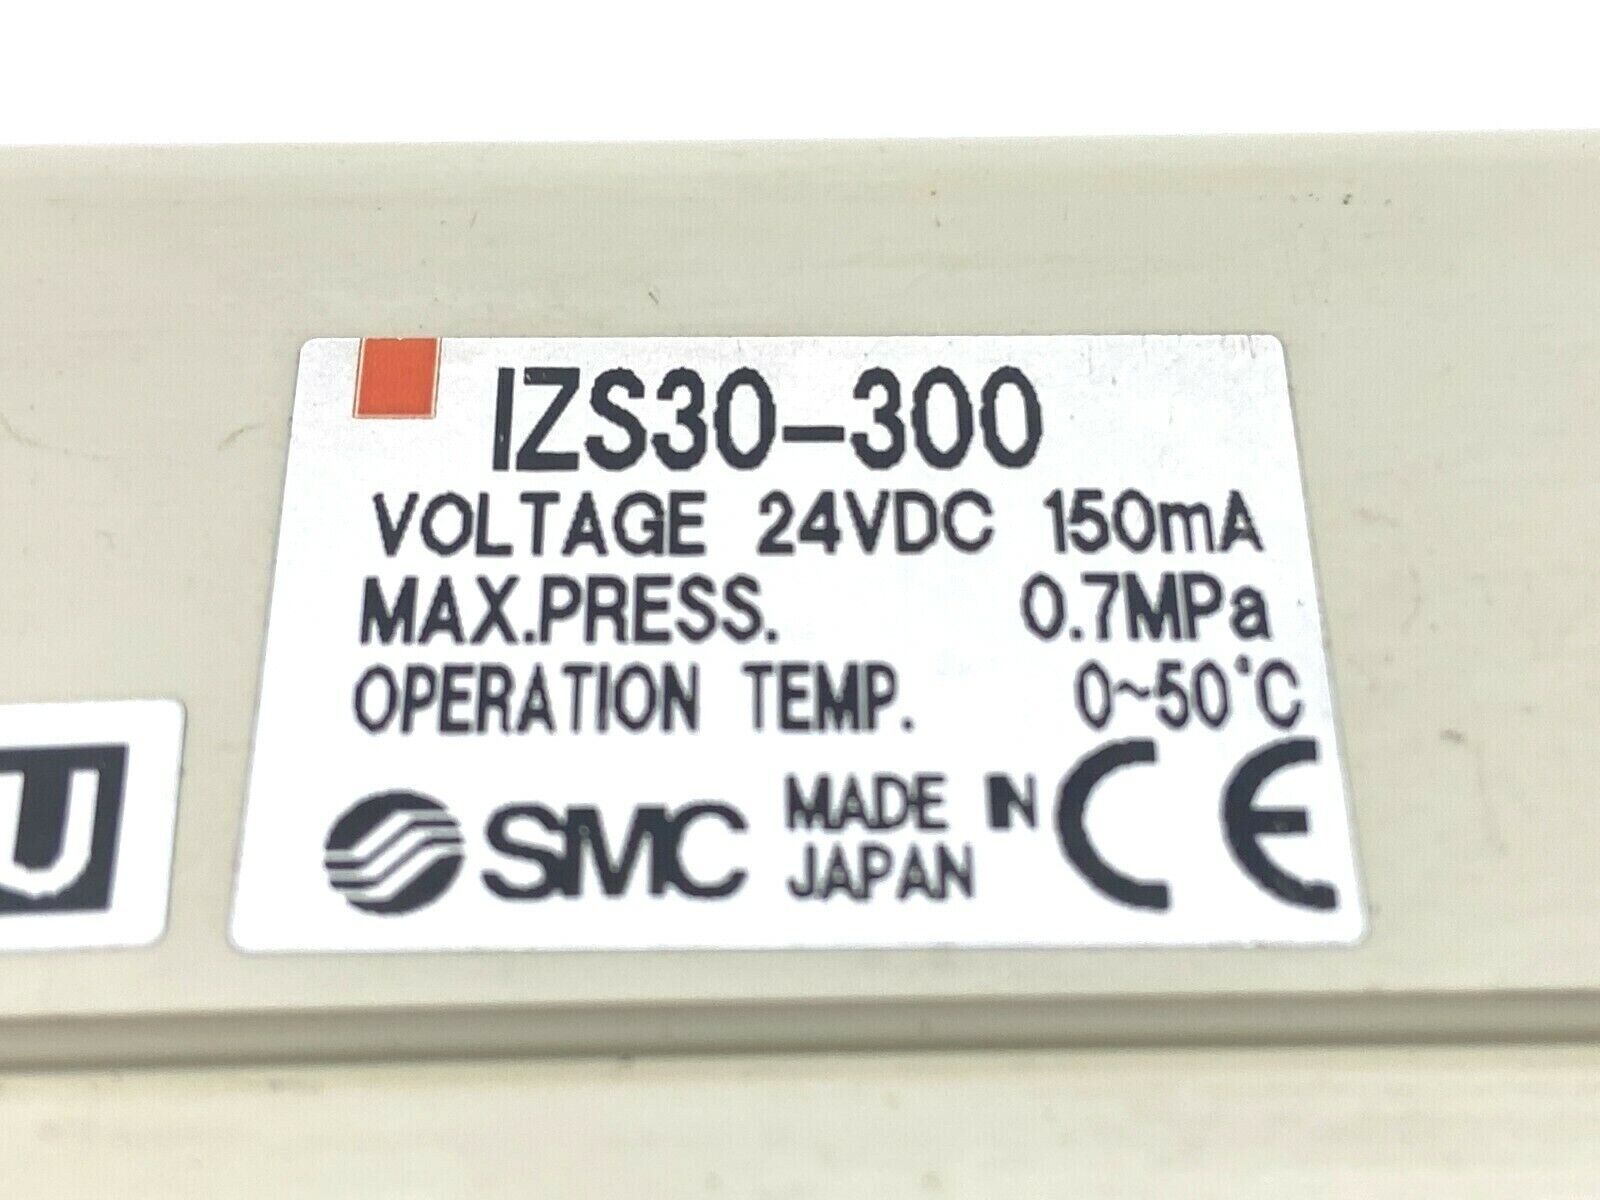 IZS30-300
VOLTAGE 24VDC 150mA
MAX.PRESS. 0.7MPa
OPERATION TEMP. 0~50°C
SMC MADE IN JAPAN CE
U